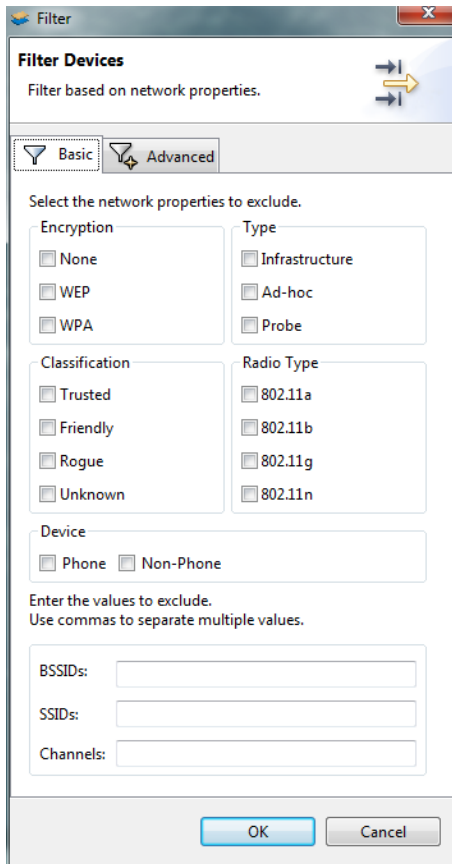 Filter
Filter Devices
Filter based on network properties.
Basic Advanced
Select the network properties to exclude.
Encryption
None
WEP
WPA
Type
Infrastructure
Ad-hoc
Probe
Classification
Trusted
Friendly
Rogue
Unknown
Radio Type
802.11a
802.11b
802.11g
802.11n
Device
Phone Non-Phone
Enter the values to exclude.
Use commas to separate multiple values.
BSSIDs:
SSIDs:
Channels:
OK Cancel